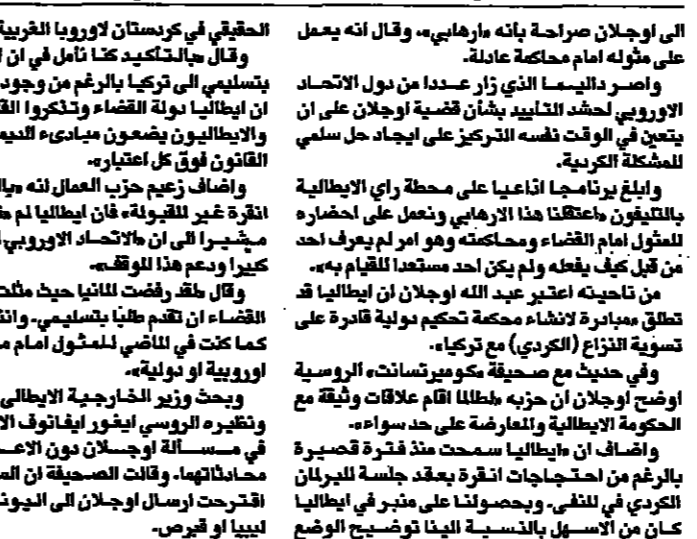 الى اوجلان صراحة بأنه «ارهابي». وقال أنه يعمل
على مثوله امام محاكمة عادلة.
واصر داليما الذي زار عددا من دول الاتحاد
الاوروبي لحشد التأييد بشأن قضية اوجلان على ان
يتعين في الوقت نفسه التركيز على ايجاد حل سلمي
للمشكلة الكردية.
وابلغ برنامجا اذاعيا على محطة راي الايطالية
بالتليفون «اعتقلنا هذا الارهابي ونعمل على احضاره
للمثول امام القضاء ومحاكمته وهو امر لم يعرف احد
من قبل كيف يفعله ولم يكن احد مستعدا للقيام به».
من ناحيته اعتبر عبد الله اوجلان ان ايطاليا قد
تطلق «مبادرة لانشاء محكمة تحكيم دولية قادرة على
تسوية النزاع (الكردي) مع تركيا».
وفي حديث مع صحيفة «كوميرتسانت» الروسية
اوضح اوجلان ان حزبه «لطالما اقام علاقات وثيقة مع
الحكومة الايطالية والمعارضة على حد سواء».
واضاف ان «ايطاليا سمحت منذ فترة قصيرة
بالرغم من احتجاجات انقرة بعقد جلسة للبرلمان
الكردي في المنفى. وبحصولنا على منبر في ايطاليا
كان من الاسهل بالنسبة الينا توضيح الوضع
الحقيقي في كردستان لاوروبا الغربية
وقال «بالتأكيد كنا نأمل في ان
بتسليمي الى تركيا بالرغم من وجود
ان ايطاليا دولة القضاء وتذكروا
والايطاليون يضعون مبادىء
القانون فوق كل اعتبار».
واضاف زعيم حزب العمال انه
انقرة غير المقبولة» فان ايطاليا لم
مشيرا الى ان «الاتحاد الاوروبي
كبيرا ودعم هذا الموقف».
وقال «لقد رفضت المانيا حيث مثلت
القضاء ان تقدم طلبا بتسليمي.
كما كنت في الماضي للمثول امام
اوروبية او دولية».
وبحث وزير الخارجية الايطالي
ونظيره الروسي ايغور ايفانوف
في مسألة اوجلان دون
محادثاتهما. وقالت الصحيفة ان
اقترحت ارسال اوجلان الى
ليبيا او قبرص.